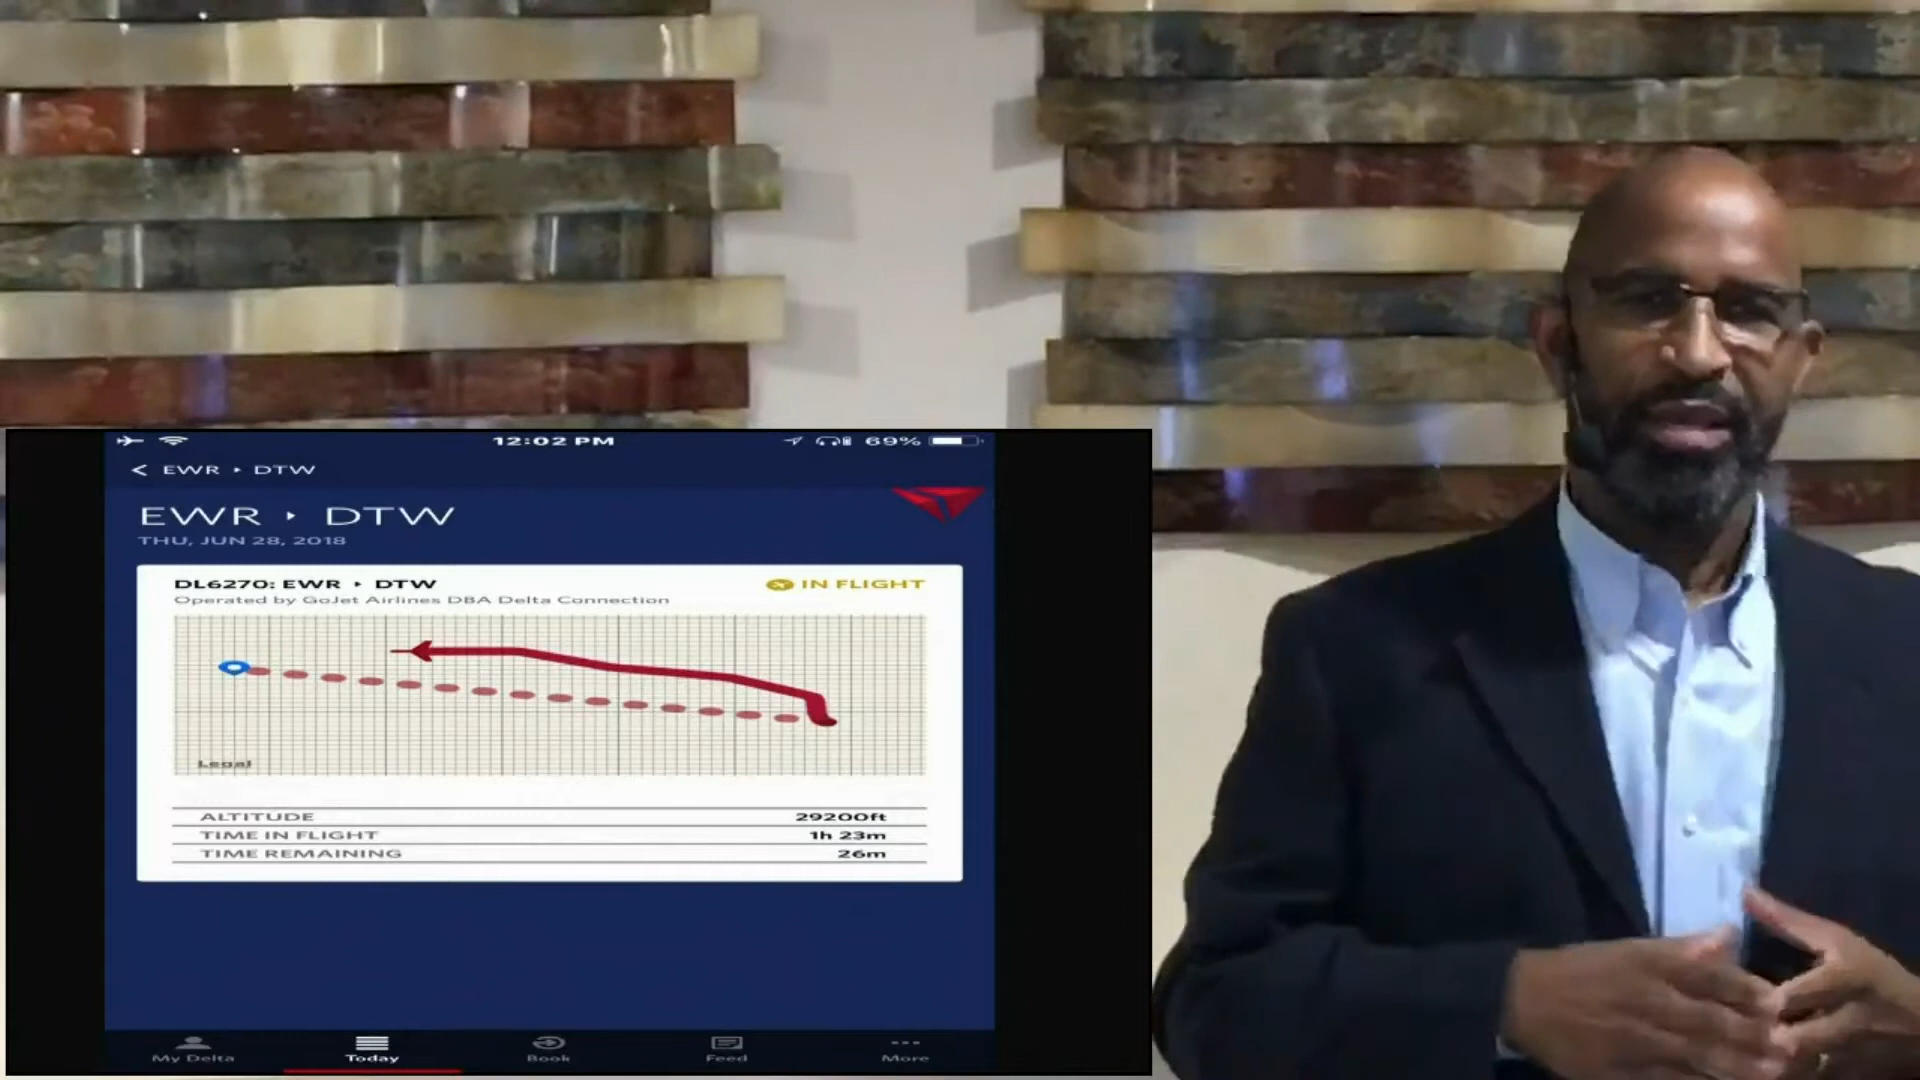 12:02 PM
69%
< EWR ▸ DTW
EWR ▸ DTW
THU, JUN 28, 2018
DL6270: EWR ▸ DTW
IN FLIGHT
Operated by GoJet Airlines DBA Delta Connection
Legal
ALTITUDE 29200ft
TIME IN FLIGHT 1h 23m
TIME REMAINING 26m
My Delta Today Book Feed More